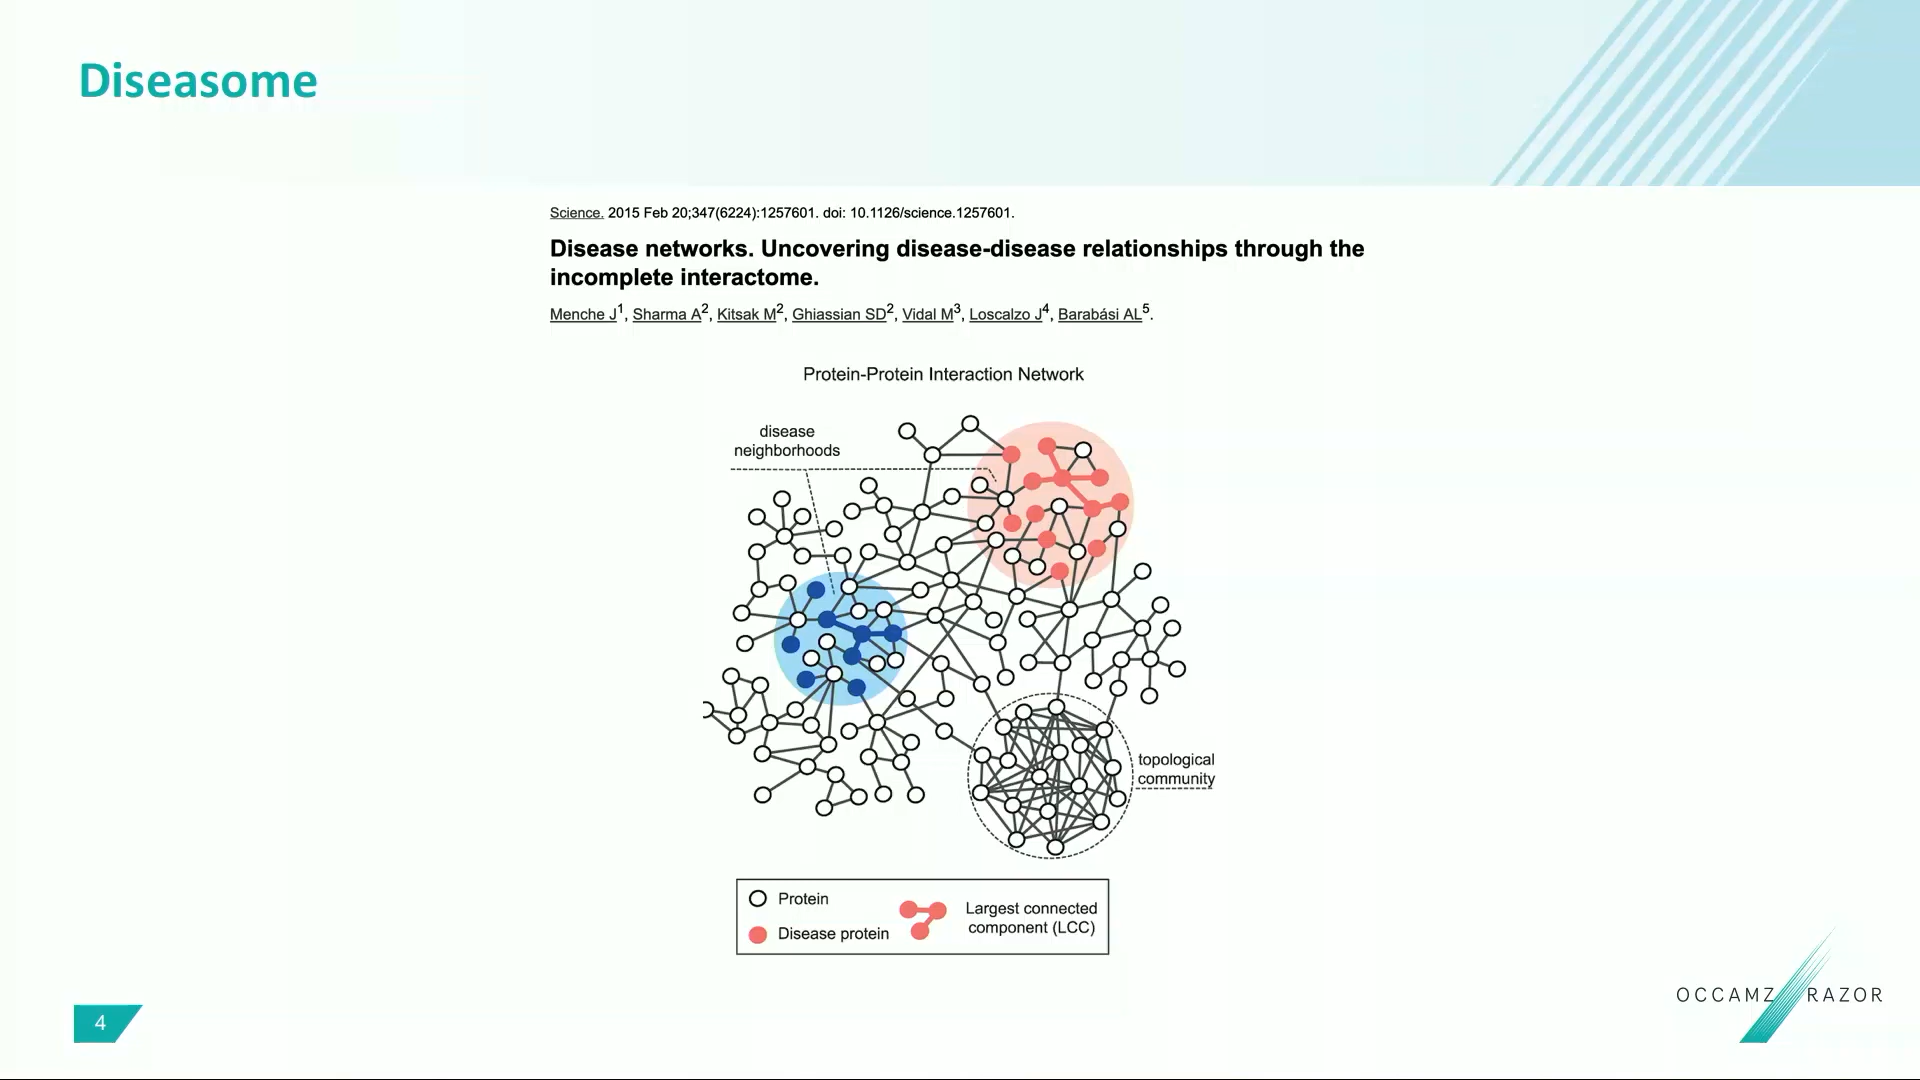 Diseasome
Science. 2015 Feb 20;347(6224):1257601. doi: 10.1126/science.1257601.
Disease networks. Uncovering disease-disease relationships through the
incomplete interactome.
Menche J1, Sharma A2, Kitsak M2, Ghiassian SD2, Vidal M3, Loscalzo J4, Barabási AL5.
Protein-Protein Interaction Network
disease
neighborhoods
topological
community
Protein
Disease protein
Largest connected
component (LCC)
4
OCCAMZ RAZOR